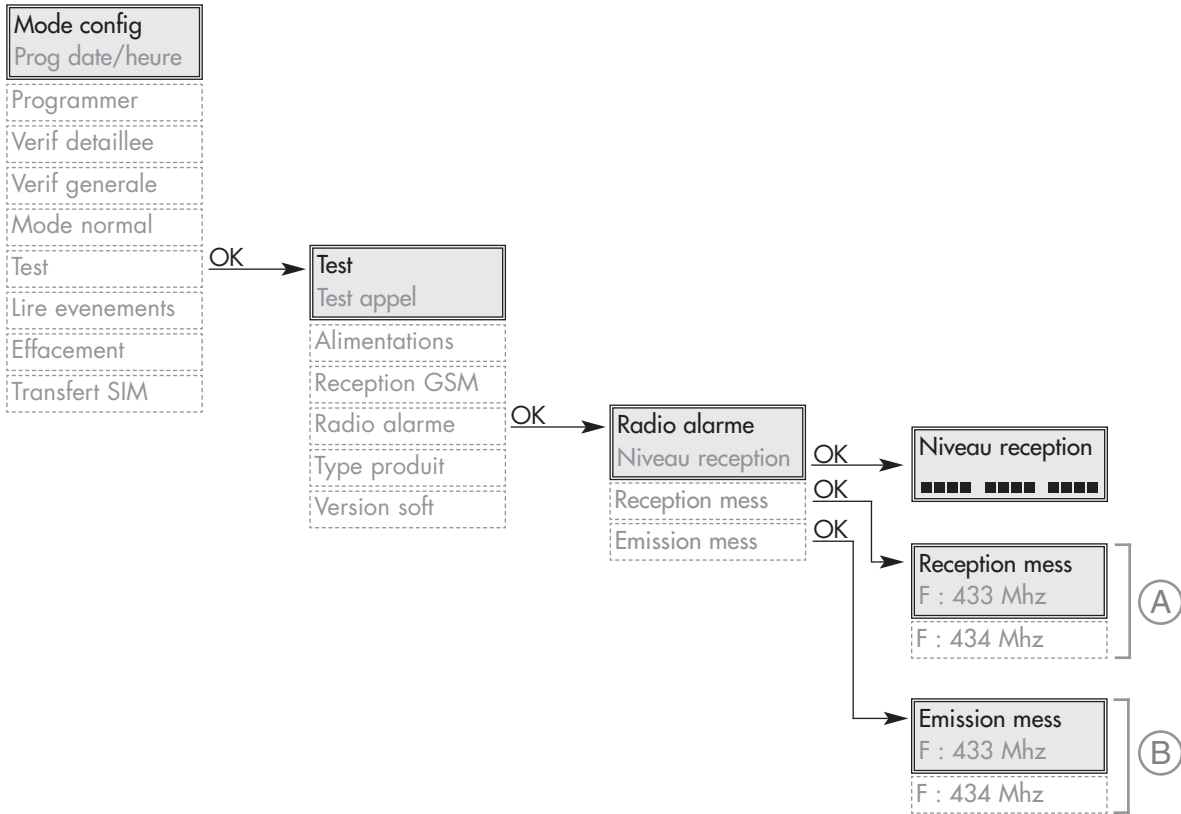 Mode config
Prog date/heure
Programmer
Verif detaillee
Verif generale
Mode normal
Test
Lire evenements
Effacement
Transfert SIM
OK
Test
Test appel
Alimentations
Reception GSM
Radio alarme
Type produit
Version soft
OK
Radio alarme
Niveau reception
Reception mess
Emission mess
OK
Niveau reception
OK
Reception mess
F : 433 Mhz
F : 434 Mhz
A
OK
Emission mess
F : 433 Mhz
F : 434 Mhz
B